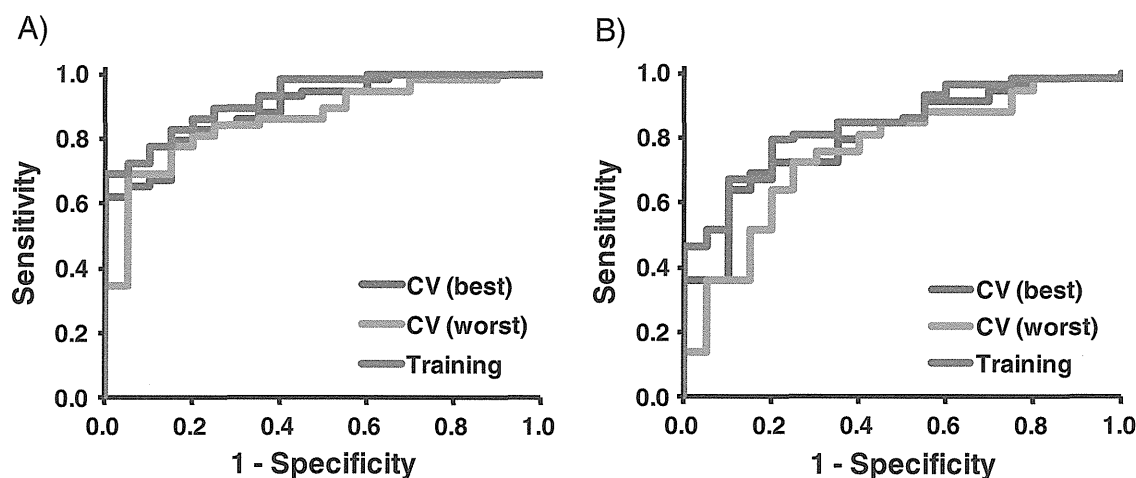 A)
1.0
0.8
0.6
0.4
0.2
0.0
Sensitivity
CV (best)
CV (worst)
Training
0.0 0.2 0.4 0.6 0.8 1.0
1 - Specificity
B)
1.0
0.8
0.6
0.4
0.2
0.0
Sensitivity
CV (best)
CV (worst)
Training
0.0 0.2 0.4 0.6 0.8 1.0
1 - Specificity